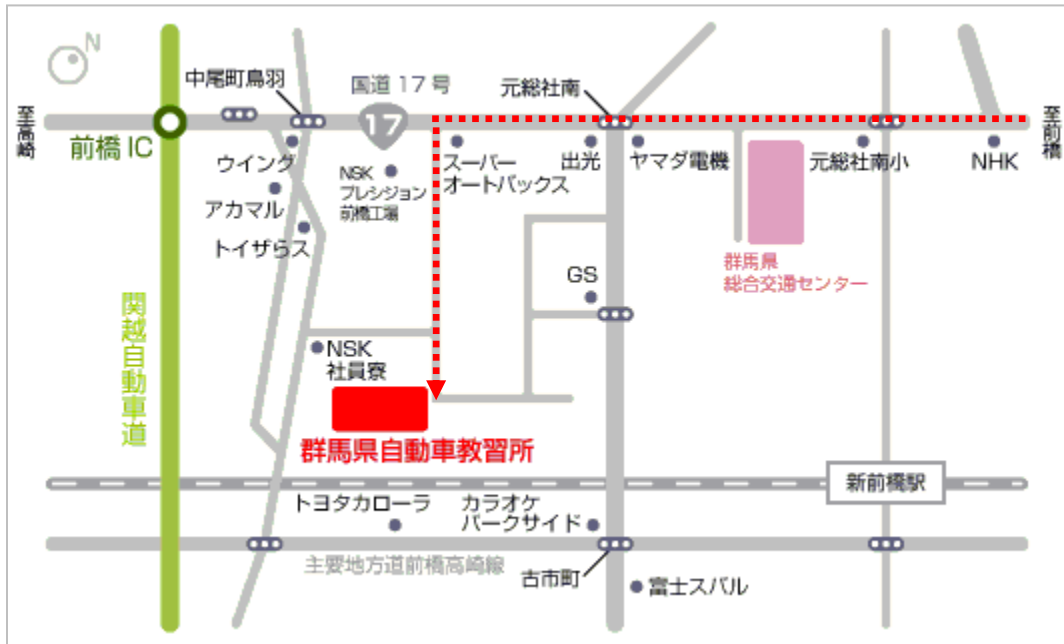 N
中尾町鳥羽
国道 17 号
元総社南
至高崎
前橋 IC
17
至前橋
ウイング
NSK
プレシジョン
前橋工場
スーパー
オートバックス
出光
ヤマダ電機
元総社南小
NHK
アカマル
トイザらス
群馬県
総合交通センター
GS
関越自動車道
NSK
社員寮
群馬県自動車教習所
新前橋駅
トヨタカローラ
カラオケ
パークサイド
主要地方道前橋高崎線
古市町
富士スバル